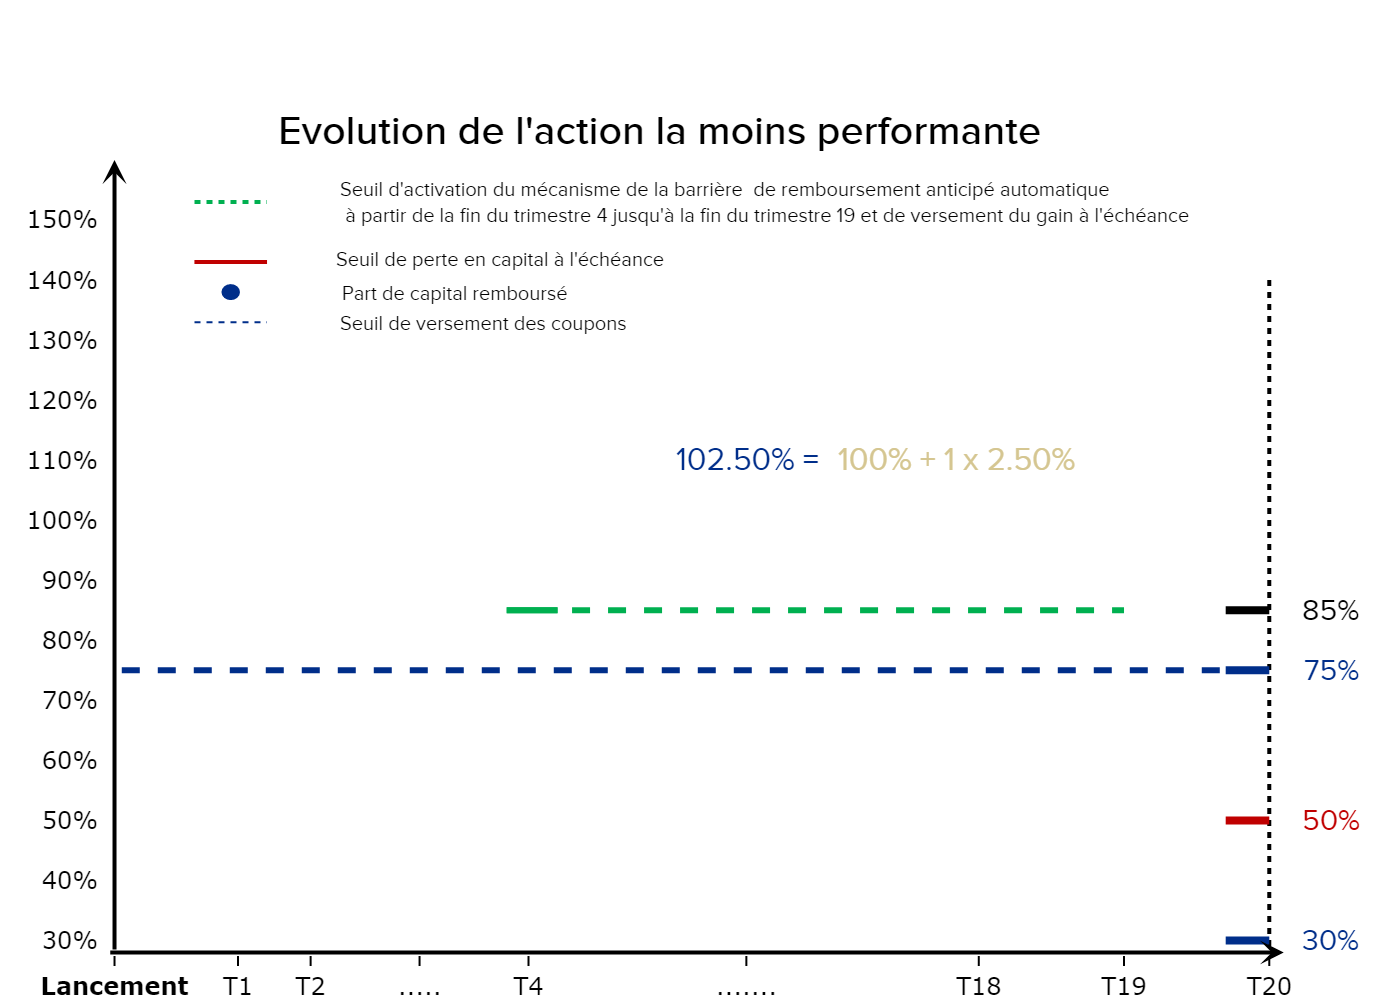 Evolution de l'action la moins performante
Seuil d'activation du mécanisme de la barrière de remboursement anticipé automatique
à partir de la fin du trimestre 4 jusqu'à la fin du trimestre 19 et de versement du gain à l'échéance
Seuil de perte en capital à l'échéance
Part de capital remboursé
Seuil de versement des coupons
150%
140%
130%
120%
110%
100%
90%
80%
70%
60%
50%
40%
30%
102.50% = 100% + 1 x 2.50%
85%
75%
50%
30%
Lancement T1 T2 ..... T4 ....... T18 T19 T20